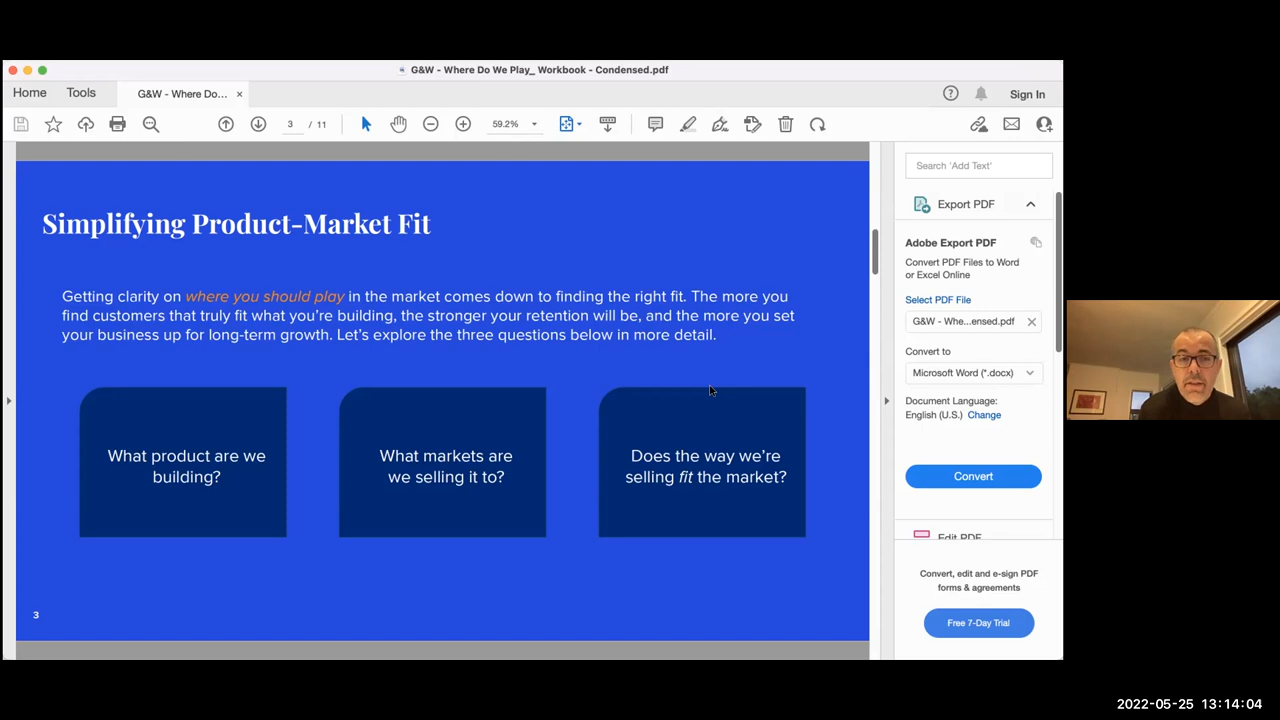 G&W - Where Do We Play_ Workbook - Condensed.pdf
Home
Tools
G&W - Where Do... ×
Sign In
3 / 11
59.2%
Simplifying Product-Market Fit
Getting clarity on where you should play in the market comes down to finding the right fit. The more you
find customers that truly fit what you're building, the stronger your retention will be, and the more you set
your business up for long-term growth. Let's explore the three questions below in more detail.
What product are we
building?
What markets are
we selling it to?
Does the way we're
selling fit the market?
3
Search 'Add Text'
Export PDF
Adobe Export PDF
Convert PDF Files to Word
or Excel Online
Select PDF File
G&W - Whe...ensed.pdf
Convert to
Microsoft Word (*.docx)
Document Language:
English (U.S.) Change
Convert
Edit PDF
Convert, edit and e-sign PDF
forms & agreements
Free 7-Day Trial
2022-05-25 13:14:04